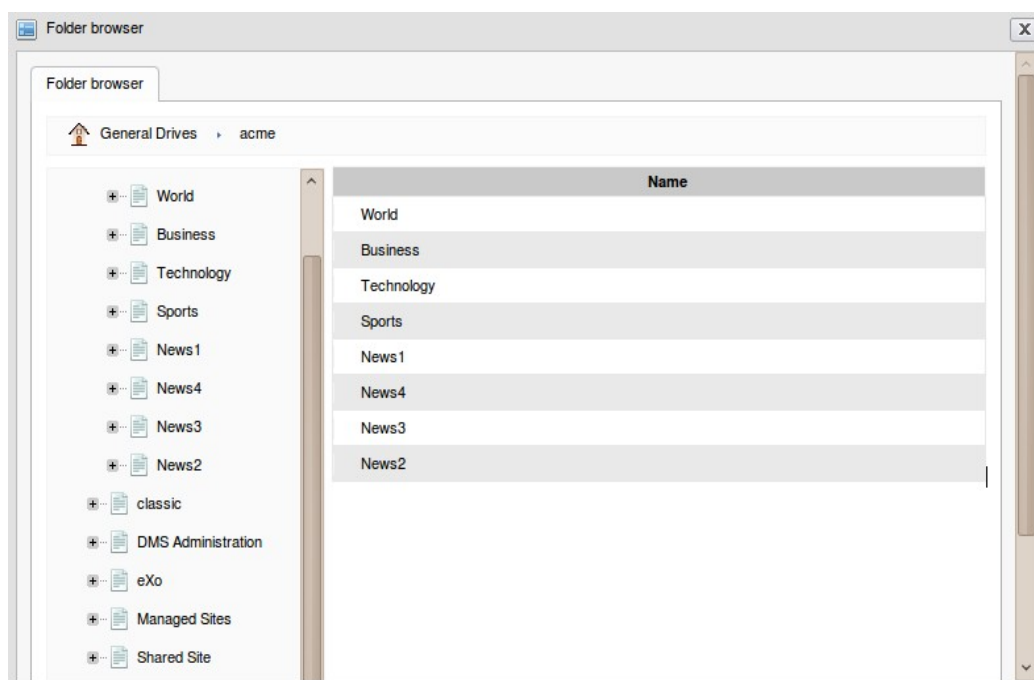 Folder browser
X
Folder browser
General Drives acme
World
Business
Technology
Sports
News1
News4
News3
News2
classic
DMS Administration
eXo
Managed Sites
Shared Site
Name
World
Business
Technology
Sports
News1
News4
News3
News2